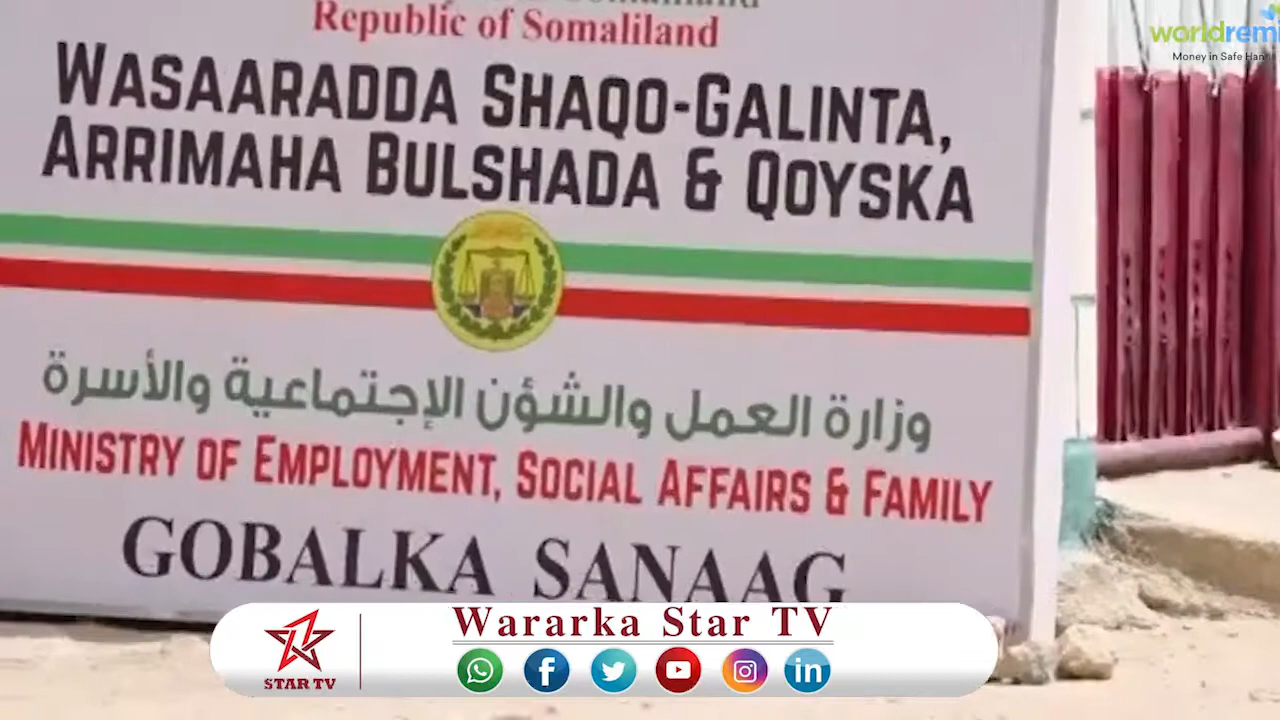 Republic of Somaliland
WASAARADDA SHAQO-GALINTA,
ARRIMAHA BULSHADA & QOYSKA
وزارة العمل والشؤن الإجتماعية والأسرة
MINISTRY OF EMPLOYMENT, SOCIAL AFFAIRS & FAMILY
GOBALKA SANAAG
worldremi
Money in Safe Hands
Wararka Star TV
STAR TV